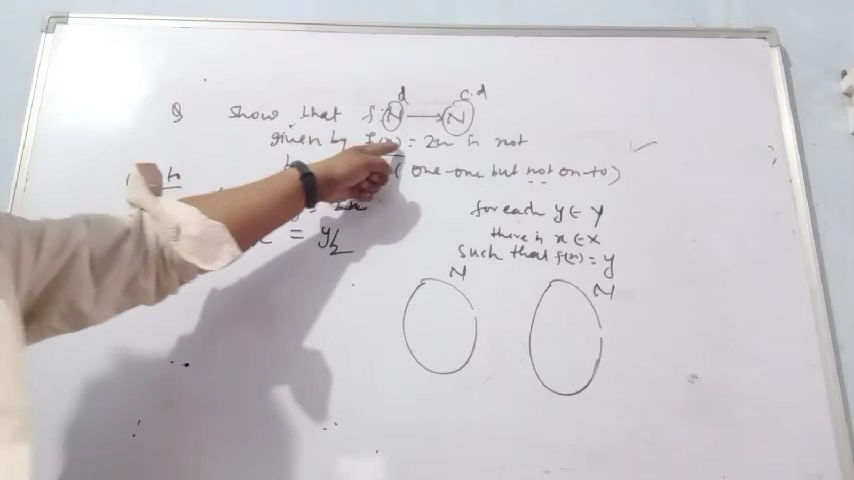 Q Show that f: N → N
d
c.d
given by f(x) = 2x is not
(one-one but not on-to)
= 2x
= y/2
for each y ∈ Y
there is x ∈ X
such that f(x) = y
N
N